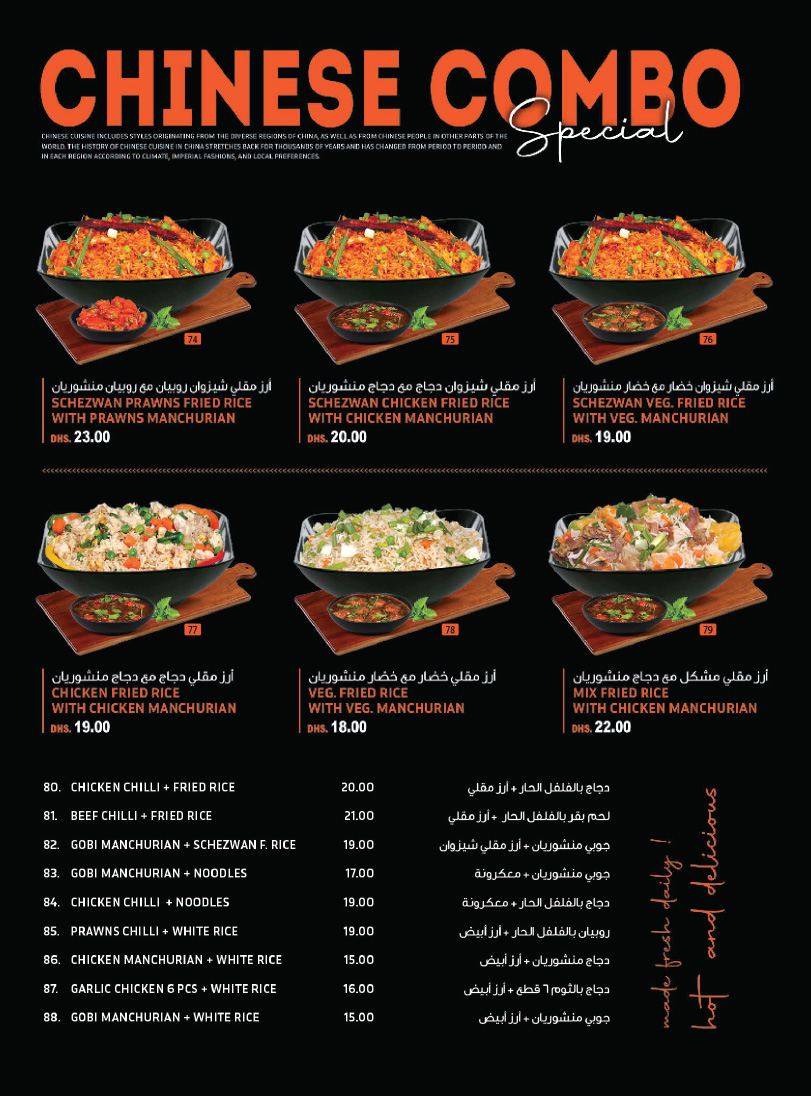 CHINESE COMBO
Special
CHINESE CUISINE INCLUDES STYLES ORIGINATING FROM THE DIVERSE REGIONS OF CHINA, AS WELL AS FROM CHINESE PEOPLE IN OTHER PARTS OF THE
WORLD. THE HISTORY OF CHINESE CUISINE IN CHINA STRETCHES BACK FOR THOUSANDS OF YEARS AND HAS CHANGED FROM PERIOD TO PERIOD AND
IN EACH REGION ACCORDING TO CLIMATE, IMPERIAL FASHIONS, AND LOCAL PREFERENCES.
74
أرز مقلي شيزوان روبيان مع روبيان منشوريان
SCHEZWAN PRAWNS FRIED RICE
WITH PRAWNS MANCHURIAN
DHS. 23.00
75
أرز مقلي شيزوان دجاج مع دجاج منشوريان
SCHEZWAN CHICKEN FRIED RICE
WITH CHICKEN MANCHURIAN
DHS. 20.00
76
أرز مقلي شيزوان خضار مع خضار منشوريان
SCHEZWAN VEG. FRIED RICE
WITH VEG. MANCHURIAN
DHS. 19.00
77
أرز مقلي دجاج مع دجاج منشوريان
CHICKEN FRIED RICE
WITH CHICKEN MANCHURIAN
DHS. 19.00
78
أرز مقلي خضار مع خضار منشوريان
VEG. FRIED RICE
WITH VEG. MANCHURIAN
DHS. 18.00
79
أرز مقلي مشكل مع دجاج منشوريان
MIX FRIED RICE
WITH CHICKEN MANCHURIAN
DHS. 22.00
80. CHICKEN CHILLI + FRIED RICE 20.00 دجاج بالفلفل الحار + أرز مقلي
81. BEEF CHILLI + FRIED RICE 21.00 لحم بقر بالفلفل الحار + أرز مقلي
82. GOBI MANCHURIAN + SCHEZWAN F. RICE 19.00 جوبي منشوريان + أرز مقلي شيزوان
83. GOBI MANCHURIAN + NOODLES 17.00 جوبي منشوريان + معكرونة
84. CHICKEN CHILLI + NOODLES 19.00 دجاج بالفلفل الحار + معكرونة
85. PRAWNS CHILLI + WHITE RICE 19.00 روبيان بالفلفل الحار + أرز أبيض
86. CHICKEN MANCHURIAN + WHITE RICE 15.00 دجاج منشوريان + أرز أبيض
87. GARLIC CHICKEN 6 PCS + WHITE RICE 16.00 دجاج بالثوم ٦ قطع + أرز أبيض
88. GOBI MANCHURIAN + WHITE RICE 15.00 جوبي منشوريان + أرز أبيض
made fresh daily !
hot and delicious